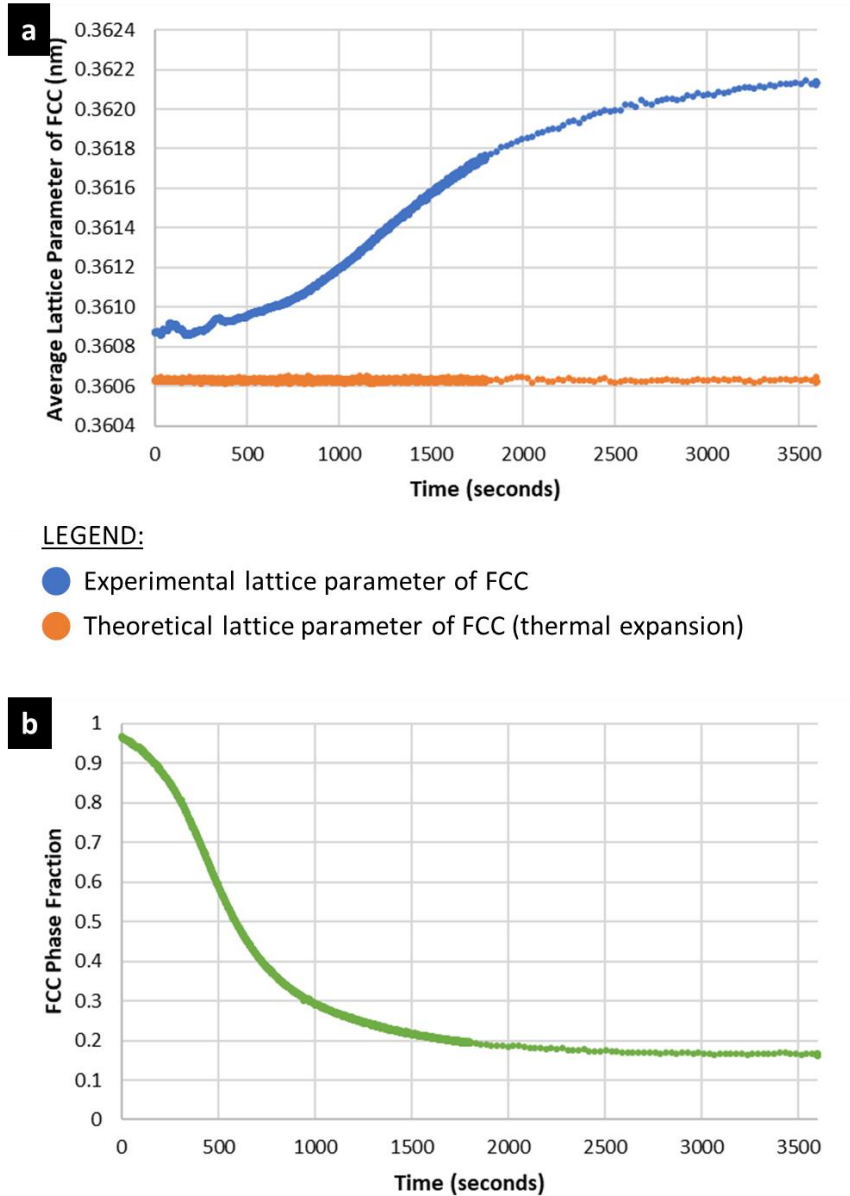 a
Average Lattice Parameter of FCC (nm)
0.3624
0.3622
0.3620
0.3618
0.3616
0.3614
0.3612
0.3610
0.3608
0.3606
0.3604
0 500 1000 1500 2000 2500 3000 3500
Time (seconds)
LEGEND:
Experimental lattice parameter of FCC
Theoretical lattice parameter of FCC (thermal expansion)
b
FCC Phase Fraction
1
0.9
0.8
0.7
0.6
0.5
0.4
0.3
0.2
0.1
0
0 500 1000 1500 2000 2500 3000 3500
Time (seconds)